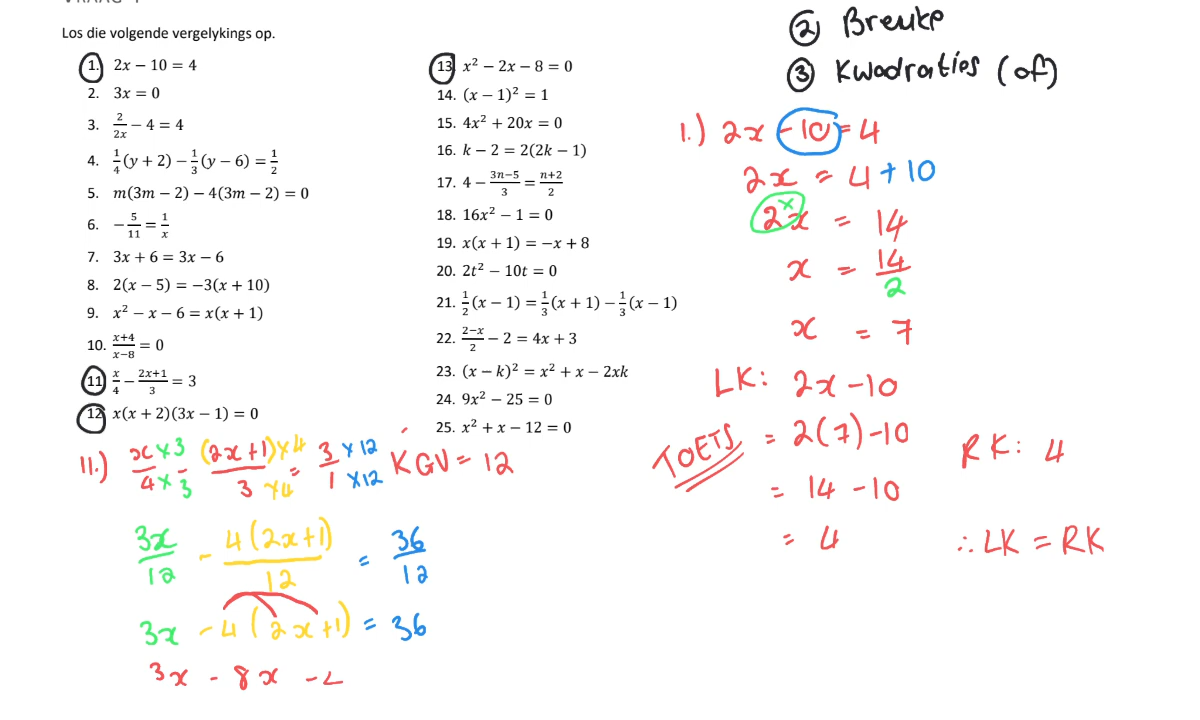 Los die volgende vergelykings op.
1. 2x − 10 = 4
2. 3x = 0
3. 2/2x − 4 = 4
4. 1/4(y + 2) − 1/3(y − 6) = 1/2
5. m(3m − 2) − 4(3m − 2) = 0
6. −5/11 = 1/x
7. 3x + 6 = 3x − 6
8. 2(x − 5) = −3(x + 10)
9. x² − x − 6 = x(x + 1)
10. x+4/x−8 = 0
11. x/4 − 2x+1/3 = 3
12. x(x + 2)(3x − 1) = 0
13. x² − 2x − 8 = 0
14. (x − 1)² = 1
15. 4x² + 20x = 0
16. k − 2 = 2(2k − 1)
17. 4 − 3n−5/3 = n+2/2
18. 16x² − 1 = 0
19. x(x + 1) = −x + 8
20. 2t² − 10t = 0
21. 1/2(x − 1) = 1/3(x + 1) − 1/3(x − 1)
22. 2−x/2 − 2 = 4x + 3
23. (x − k)² = x² + x − 2xk
24. 9x² − 25 = 0
25. x² + x − 12 = 0
② Breuke
③ Kwadraties (of)
1.) 2x − 10 = 4
2x = 4 + 10
2x = 14
x = 14/2
x = 7
LK: 2x − 10
TOETS = 2(7) − 10 RK: 4
= 14 − 10
= 4 ∴ LK = RK
11.) x×3/4×3 − (2x+1)×4/3×4 = 3×12/1×12 KGV = 12
3x/12 − 4(2x+1)/12 = 36/12
3x − 4(2x+1) = 36
3x − 8x −